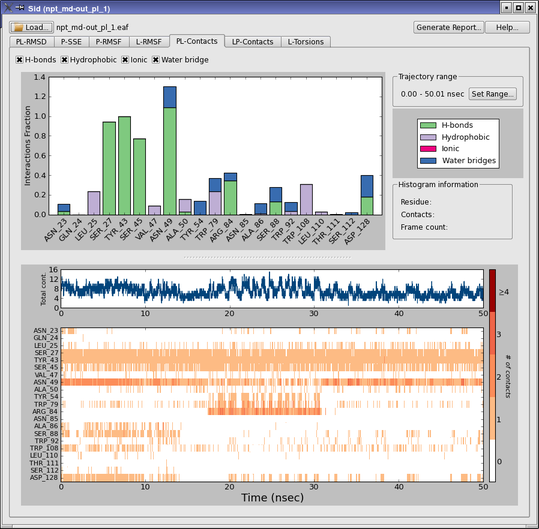 Sid (npt_md-out_pl_1)
Load... npt_md-out_pl_1.eaf Generate Report... Help...
PL-RMSD P-SSE P-RMSF L-RMSF PL-Contacts LP-Contacts L-Torsions
H-bonds Hydrophobic Ionic Water bridge
Trajectory range
0.00 - 50.01 nsec Set Range...
H-bonds
Hydrophobic
Ionic
Water bridges
Histogram information
Residue:
Contacts:
Frame count:
Interactions Fraction
1.4
1.2
1.0
0.8
0.6
0.4
0.2
0.0
ASN_23 GLN_24 LEU_25 SER_27 TYR_43 SER_45 VAL_47 ASN_49 ALA_50 TYR_54 TRP_79 ARG_84 ASN_85 ALA_86 SER_88 TRP_92 TRP_108 LEU_110 THR_111 SER_112 ASP_128
Total cont.
16
12
8
4
0
0 10 20 30 40 50
ASN_23
GLN_24
LEU_25
SER_27
TYR_43
SER_45
VAL_47
ASN_49
ALA_50
TYR_54
TRP_79
ARG_84
ASN_85
ALA_86
SER_88
TRP_92
TRP_108
LEU_110
THR_111
SER_112
ASP_128
0 10 20 30 40 50
Time (nsec)
≥4
3
2
1
0
# of contacts